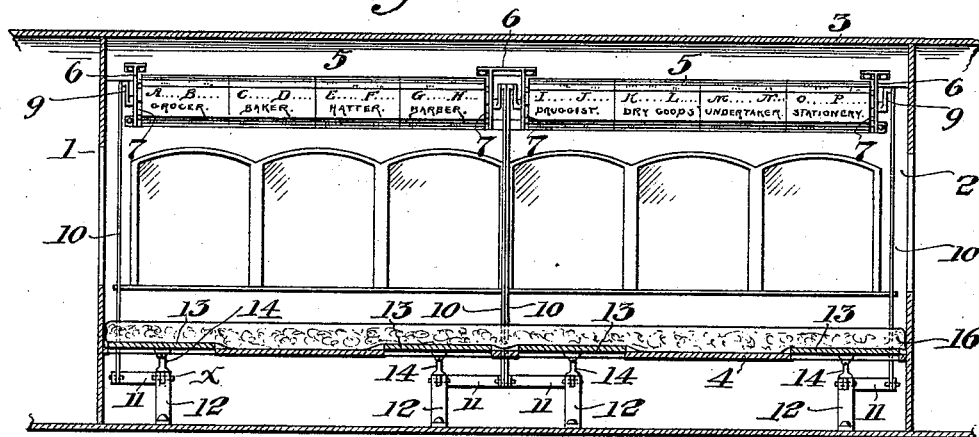 6 3
5 5
6 6
A....B... C....D.... E....F.... G....H.... I....J.... K....L.... M....N.... O....P....
9 GROCER. BAKER. HATTER. BARBER. DRUGGIST. DRY GOODS UNDERTAKER. STATIONERY. 9
1 7 7 7 7
2
10 10
13 14 13 10 10 13 13 16
x 14 14 4 14
11 12 12 11 11 12 12 11